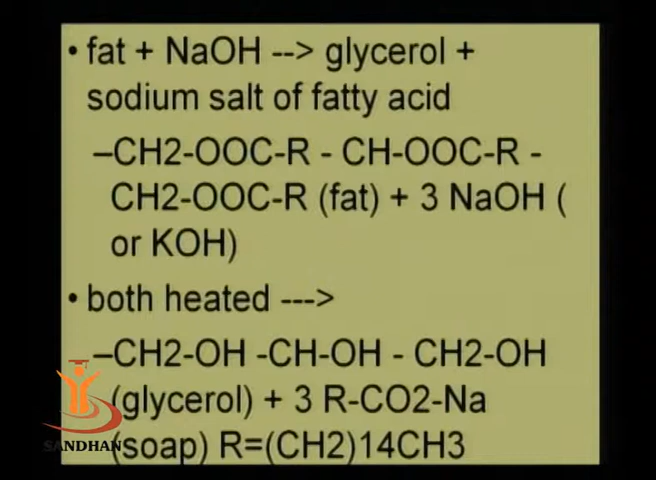 • fat + NaOH --> glycerol +
sodium salt of fatty acid
–CH2-OOC-R - CH-OOC-R -
CH2-OOC-R (fat) + 3 NaOH (
or KOH)
• both heated --->
–CH2-OH -CH-OH - CH2-OH
(glycerol) + 3 R-CO2-Na
(soap) R=(CH2)14CH3
SANDHAN